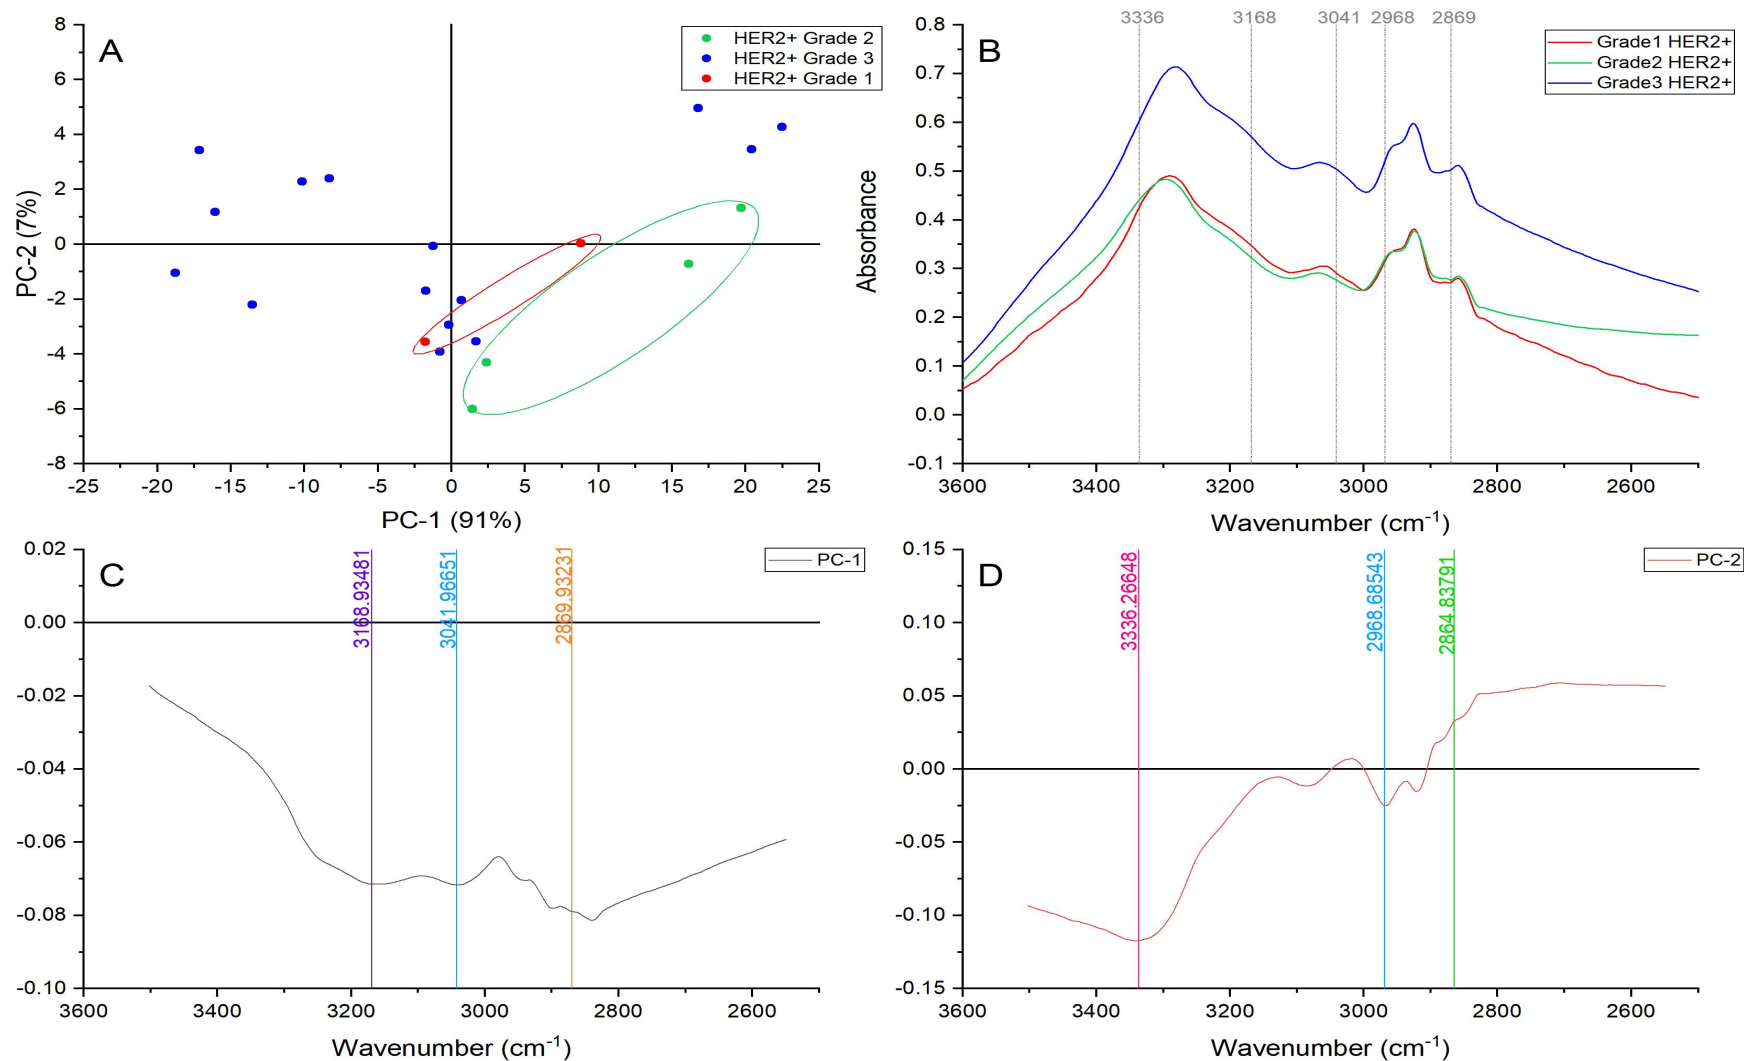 A
8
6
4
2
0
-2
-4
-6
-8
PC-2 (7%)
HER2+ Grade 2
HER2+ Grade 3
HER2+ Grade 1
-25 -20 -15 -10 -5 0 5 10 15 20 25
PC-1 (91%)
B
3336 3168 3041 2968 2869
0.8
0.7
0.6
0.5
0.4
0.3
0.2
0.1
0.0
-0.1
Absorbance
Grade1 HER2+
Grade2 HER2+
Grade3 HER2+
3600 3400 3200 3000 2800 2600
Wavenumber (cm-1)
C
0.02
0.00
-0.02
-0.04
-0.06
-0.08
-0.10
3168.93481
3041.96651
2869.93231
PC-1
3600 3400 3200 3000 2800 2600
Wavenumber (cm-1)
D
0.15
0.10
0.05
0.00
-0.05
-0.10
-0.15
3336.26648
2968.68543
2864.83791
PC-2
3600 3400 3200 3000 2800 2600
Wavenumber (cm-1)